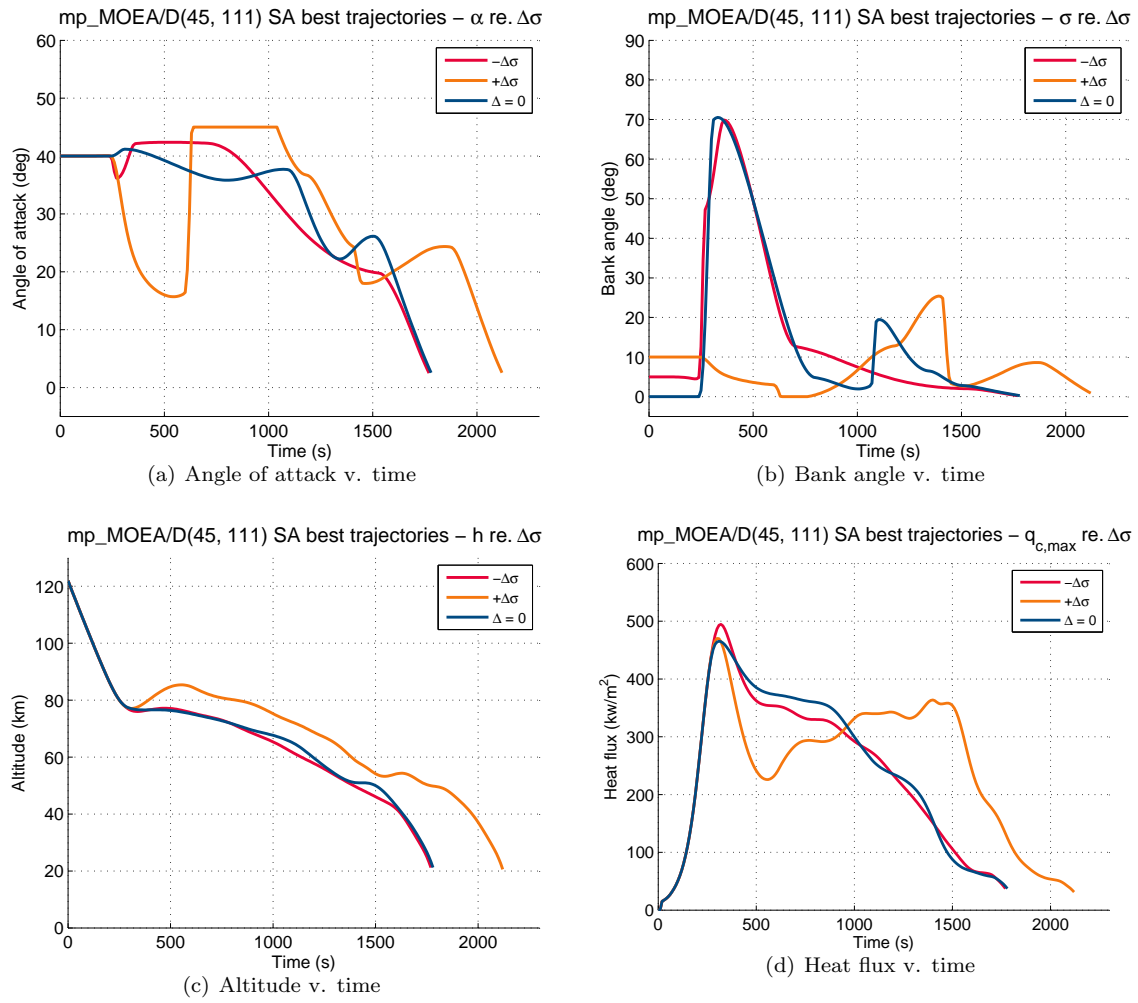 mp_MOEA/D(45, 111) SA best trajectories − α re. Δσ
60
50
40
30
20
10
0
Angle of attack (deg)
−Δσ
+Δσ
Δ = 0
0 500 1000 1500 2000
Time (s)
(a) Angle of attack v. time
mp_MOEA/D(45, 111) SA best trajectories − σ re. Δσ
90
80
70
60
50
40
30
20
10
0
Bank angle (deg)
−Δσ
+Δσ
Δ = 0
0 500 1000 1500 2000
Time (s)
(b) Bank angle v. time
mp_MOEA/D(45, 111) SA best trajectories − h re. Δσ
120
100
80
60
40
20
0
Altitude (km)
−Δσ
+Δσ
Δ = 0
0 500 1000 1500 2000
Time (s)
(c) Altitude v. time
mp_MOEA/D(45, 111) SA best trajectories − q_c,max re. Δσ
600
500
400
300
200
100
0
Heat flux (kw/m²)
−Δσ
+Δσ
Δ = 0
0 500 1000 1500 2000
Time (s)
(d) Heat flux v. time